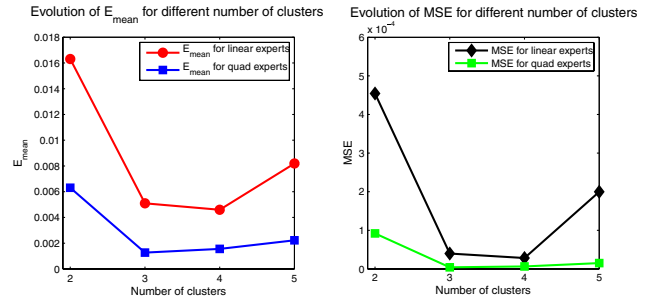 Evolution of E_mean for different number of clusters
0.018
0.016
0.014
0.012
0.01
0.008
0.006
0.004
0.002
0
E_mean
E_mean for linear experts
E_mean for quad experts
2 3 4 5
Number of clusters
Evolution of MSE for different number of clusters
x 10^-4
6
5
4
3
2
1
0
MSE
MSE for linear experts
MSE for quad experts
2 3 4 5
Number of clusters